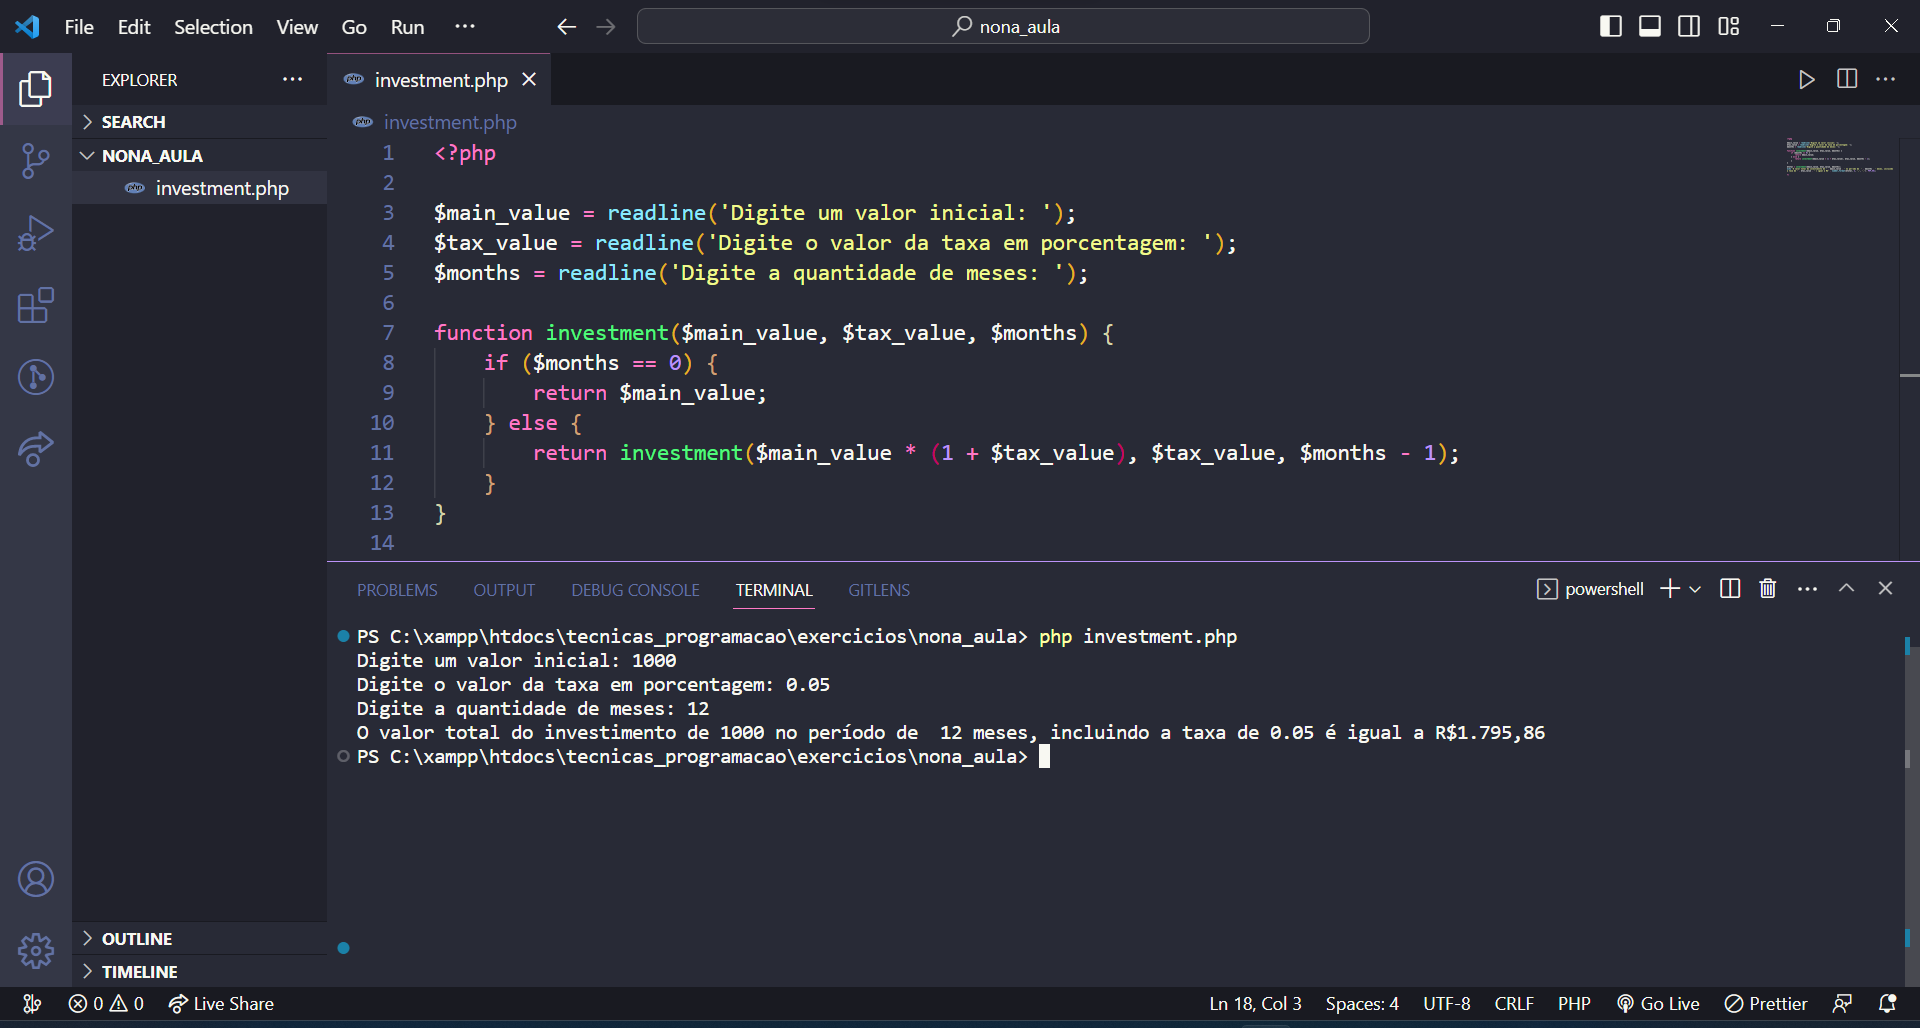 File Edit Selection View Go Run ··· nona_aula
EXPLORER ···
SEARCH
NONA_AULA
investment.php
OUTLINE
TIMELINE
investment.php
investment.php
1 <?php
2
3 $main_value = readline('Digite um valor inicial: ');
4 $tax_value = readline('Digite o valor da taxa em porcentagem: ');
5 $months = readline('Digite a quantidade de meses: ');
6
7 function investment($main_value, $tax_value, $months) {
8 if ($months == 0) {
9 return $main_value;
10 } else {
11 return investment($main_value * (1 + $tax_value), $tax_value, $months - 1);
12 }
13 }
14
PROBLEMS OUTPUT DEBUG CONSOLE TERMINAL GITLENS powershell
PS C:\xampp\htdocs\tecnicas_programacao\exercicios\nona_aula> php investment.php
Digite um valor inicial: 1000
Digite o valor da taxa em porcentagem: 0.05
Digite a quantidade de meses: 12
O valor total do investimento de 1000 no período de  12 meses, incluindo a taxa de 0.05 é igual a R$1.795,86
PS C:\xampp\htdocs\tecnicas_programacao\exercicios\nona_aula>
0 0 Live Share Ln 18, Col 3 Spaces: 4 UTF-8 CRLF PHP Go Live Prettier